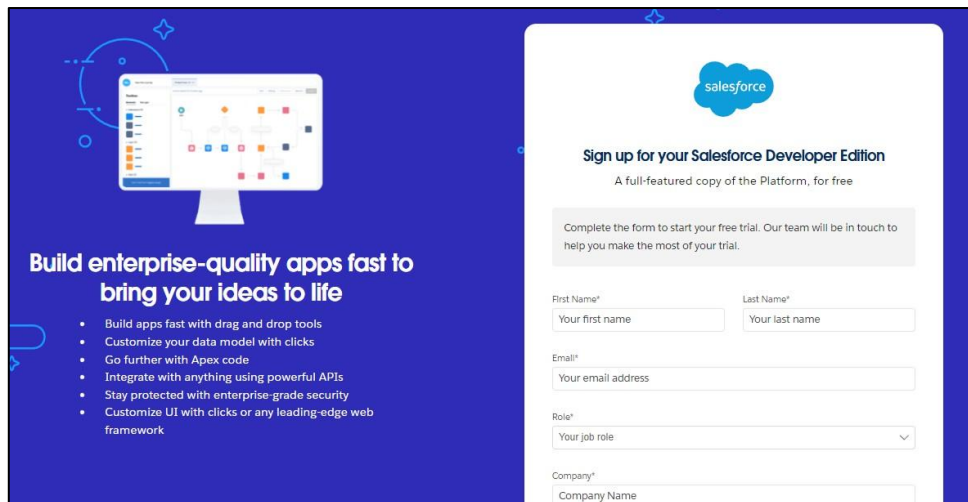 Build enterprise-quality apps fast to
bring your ideas to life
Build apps fast with drag and drop tools
Customize your data model with clicks
Go further with Apex code
Integrate with anything using powerful APIs
Stay protected with enterprise-grade security
Customize UI with clicks or any leading-edge web
framework
salesforce
Sign up for your Salesforce Developer Edition
A full-featured copy of the Platform, for free
Complete the form to start your free trial. Our team will be in touch to
help you make the most of your trial.
First Name* Last Name*
Your first name Your last name
Email*
Your email address
Role*
Your job role
Company*
Company Name